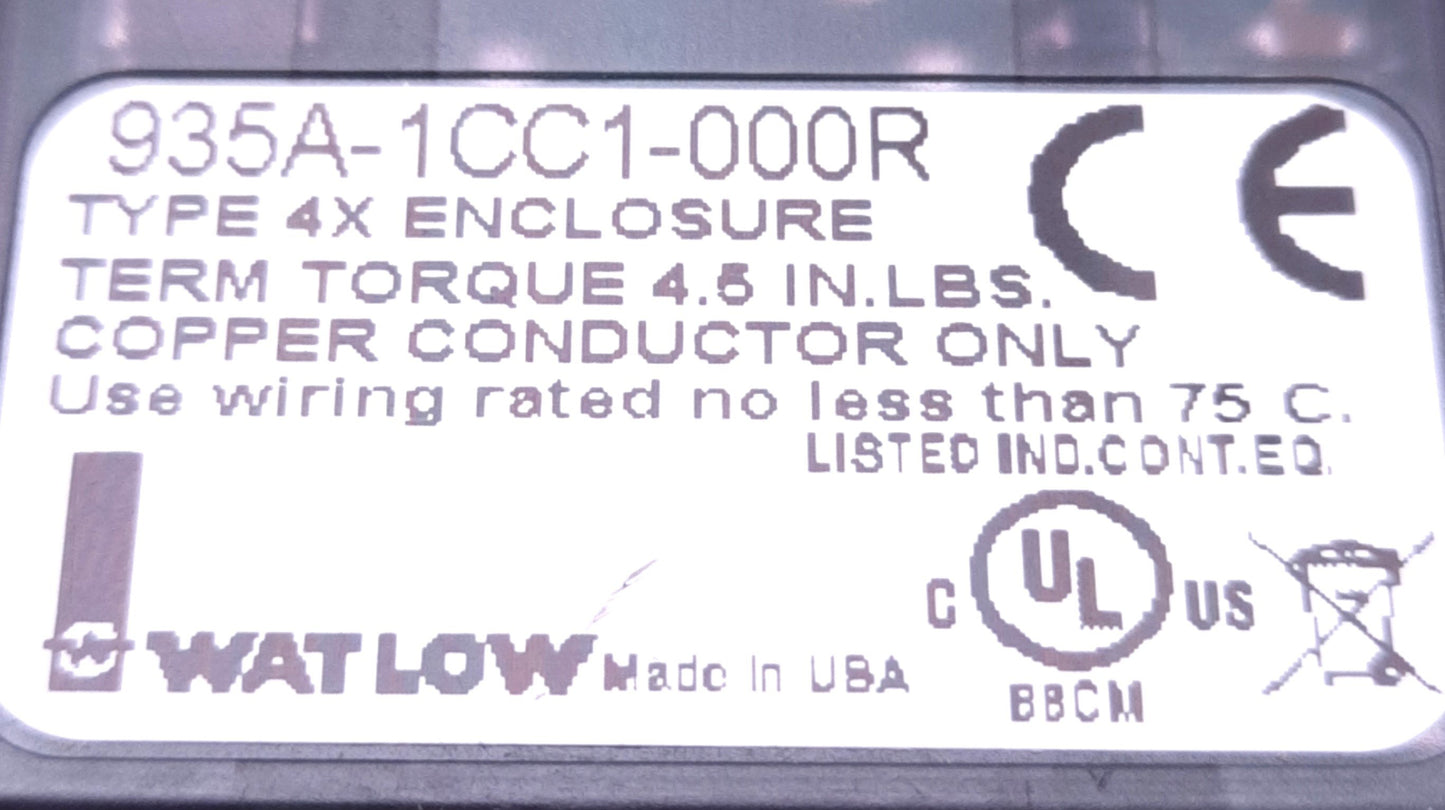 935A-1CC1-000R
CE
TYPE 4X ENCLOSURE
TERM TORQUE 4.5 IN.LBS.
COPPER CONDUCTOR ONLY
Use wiring rated no less than 75 C.
LISTED IND.CONT.EQ.
C UL US
W WATLOW Made in USA
BBCM